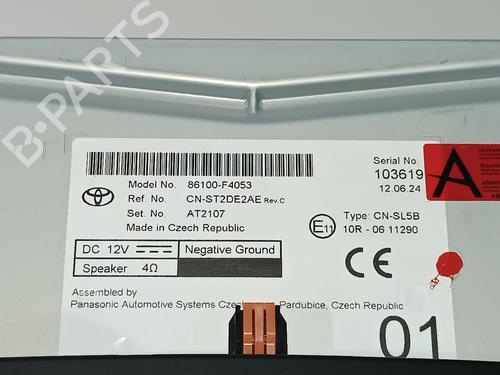 B-PARTS
Model No. 86100-F4053
Ref. No. CN-ST2DE2AE Rev.C
Set. No. AT2107
Made in Czech Republic
Serial No.
103619
12.06.24
A
E11
Type: CN-SL5B
10R - 06 11290
DC 12V
Negative Ground
Speaker 4Ω
CE
Assembled by
Panasonic Automotive Systems Czech Pardubice, Czech Republic
01